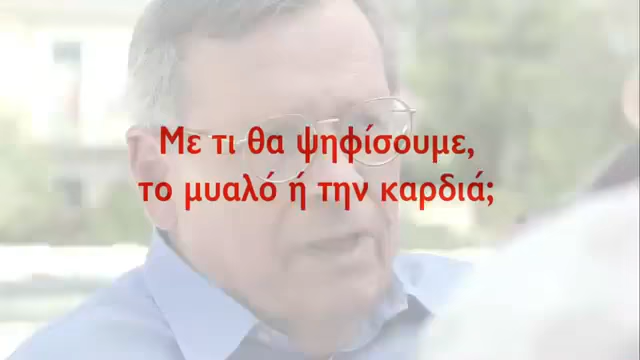 Με τι θα ψηφίσουμε,
το μυαλό ή την καρδιά;